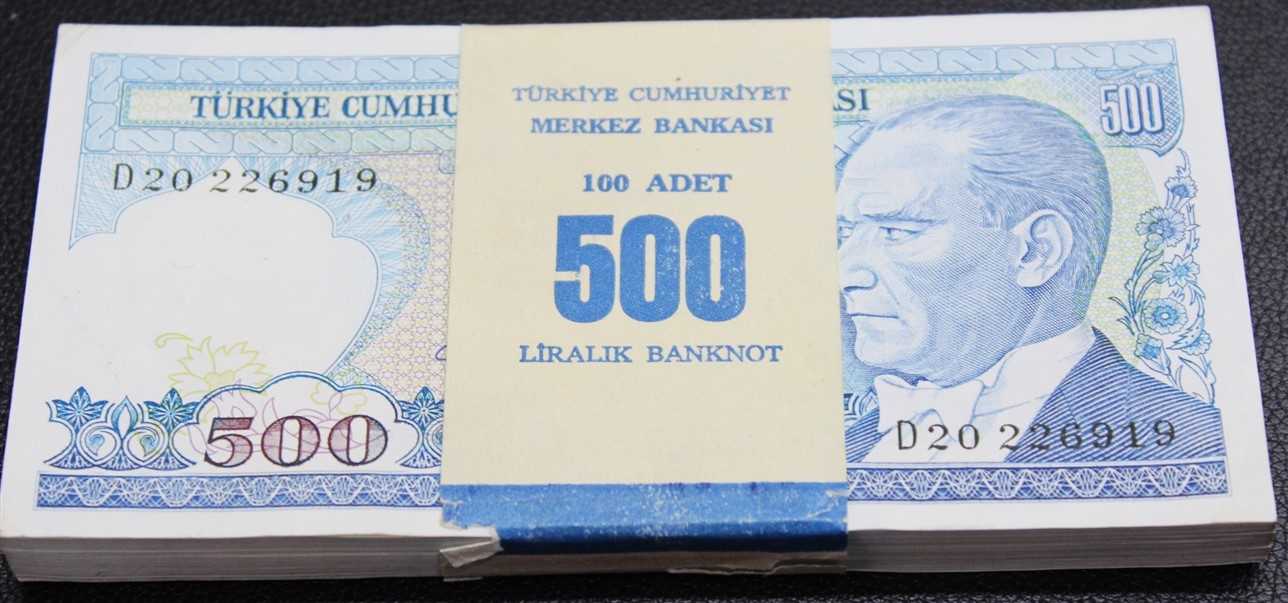 TÜRKİYE CUMHU
ASI
500
D20 226919
TÜRKİYE CUMHURİYET
MERKEZ BANKASI
100 ADET
500
LİRALIK BANKNOT
500
D20 226919